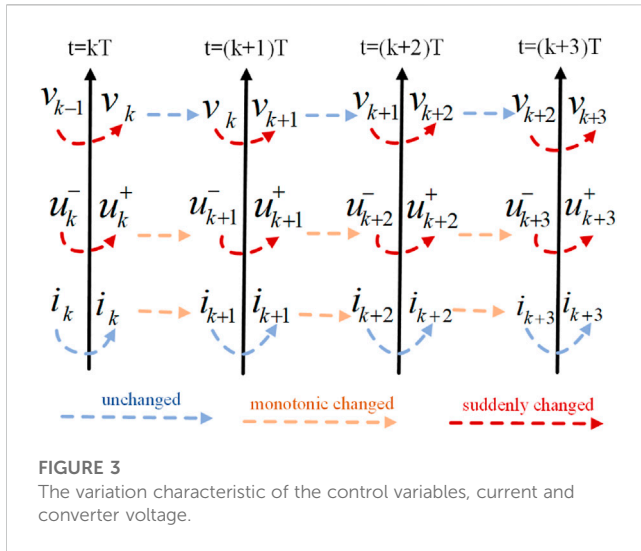 t=kT t=(k+1)T t=(k+2)T t=(k+3)T
v_{k-1} v_k v_k v_{k+1} v_{k+1} v_{k+2} v_{k+2} v_{k+3}
u_k^- u_k^+ u_{k+1}^- u_{k+1}^+ u_{k+2}^- u_{k+2}^+ u_{k+3}^- u_{k+3}^+
i_k i_k i_{k+1} i_{k+1} i_{k+2} i_{k+2} i_{k+3} i_{k+3}
unchanged monotonic changed suddenly changed
FIGURE 3
The variation characteristic of the control variables, current and
converter voltage.